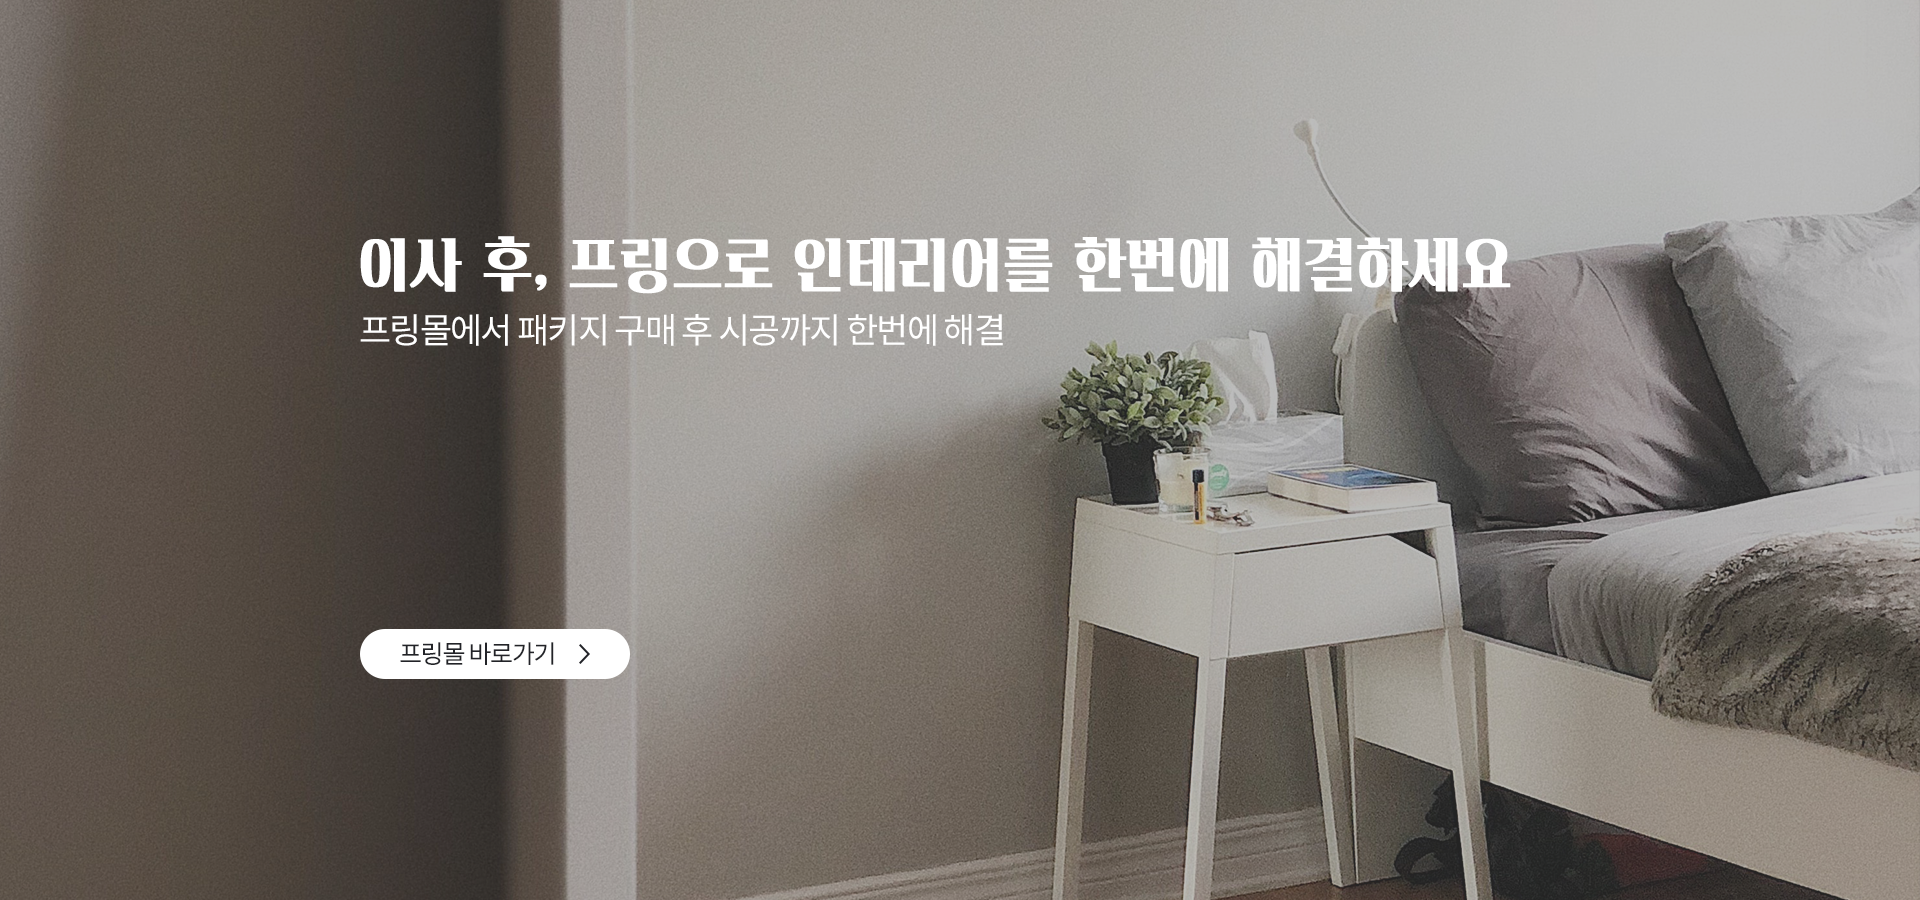 이사 후, 프링으로 인테리어를 한번에 해결하세요
프링몰에서 패키지 구매 후 시공까지 한번에 해결
프링몰 바로가기